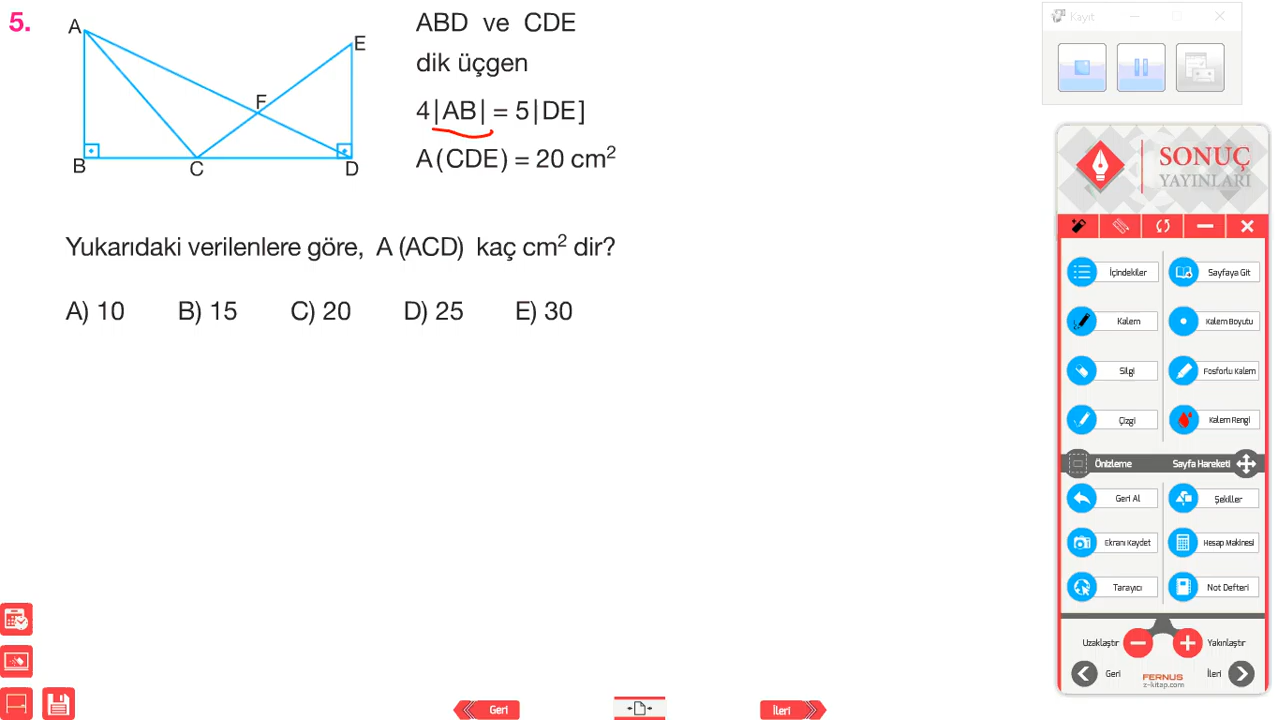 5.
A
B
C
D
E
F
ABD ve CDE
dik üçgen
4|AB| = 5|DE]
A(CDE) = 20 cm²
Yukarıdaki verilenlere göre, A (ACD) kaç cm² dir?
A) 10 B) 15 C) 20 D) 25 E) 30
Kayıt
SONUÇ
YAYINLARI
İçindekiler
Sayfaya Git
Kalem
Kalem Boyutu
Silgi
Fosforlu Kalem
Çizgi
Kalem Rengi
Önizleme
Sayfa Hareketi
Geri Al
Şekiller
Ekranı Kaydet
Hesap Makinesi
Tarayıcı
Not Defteri
Uzaklaştır
Yakınlaştır
Geri
FERNUS
z-kitap.com
İleri
Geri
İleri